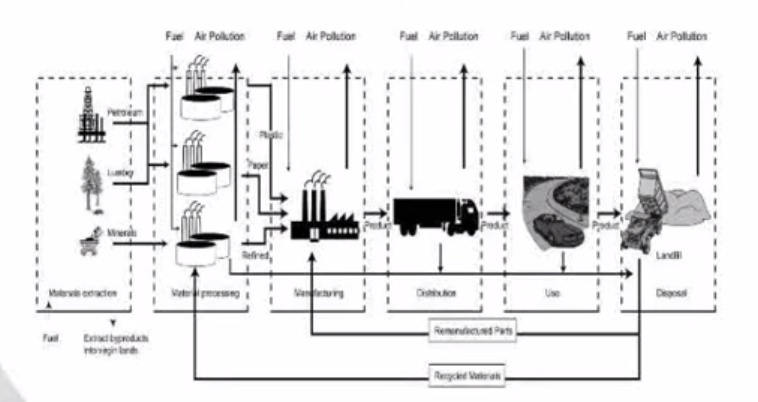 Fuel Air Pollution
Fuel Air Pollution
Fuel Air Pollution
Fuel Air Pollution
Fuel Air Pollution
Petroleum
Lumber
Minerals
Plastic
Paper
Refined
Product
Product
Product
Landfill
Materials extraction
Material processing
Manufacturing
Distribution
Use
Disposal
Fuel
Extract byproducts
into virgin lands
Remanufactured Parts
Recycled Materials